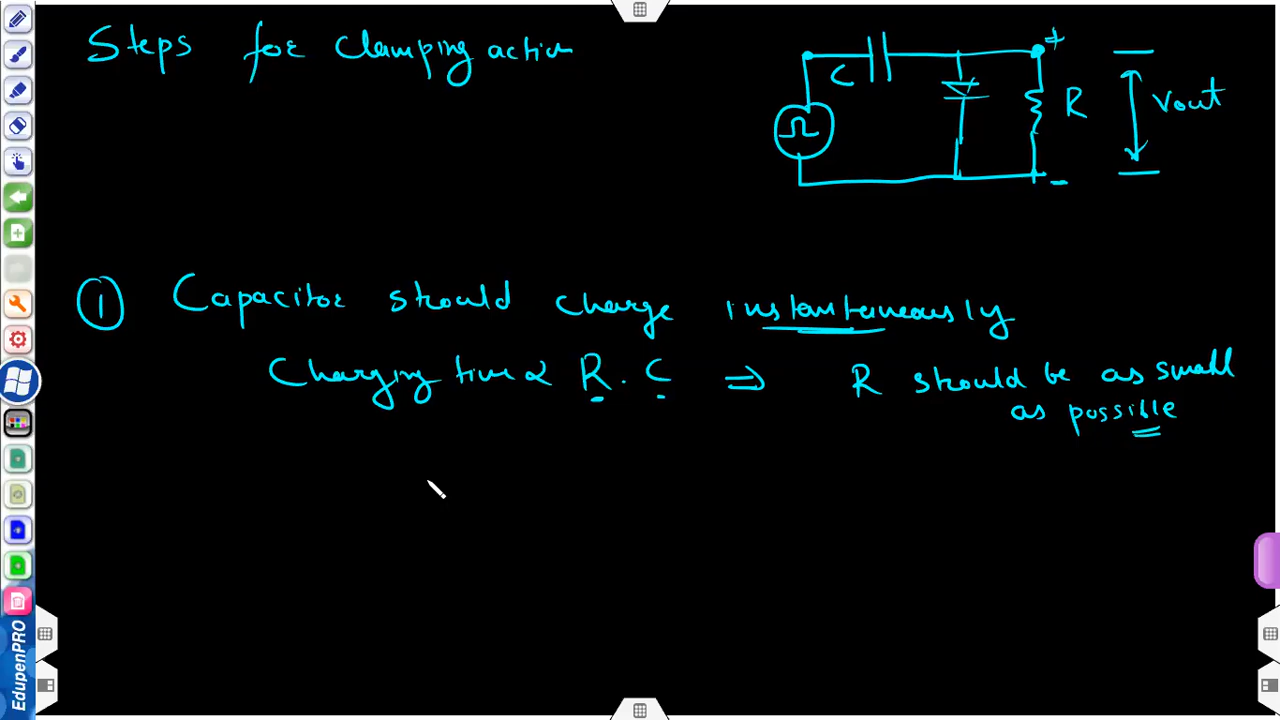 Steps for clamping action
+
C
R
Vout
-
① Capacitor should charge instantaneously
Charging time ∝ R . C ⇒ R should be as small
as possible
EdupenPRO